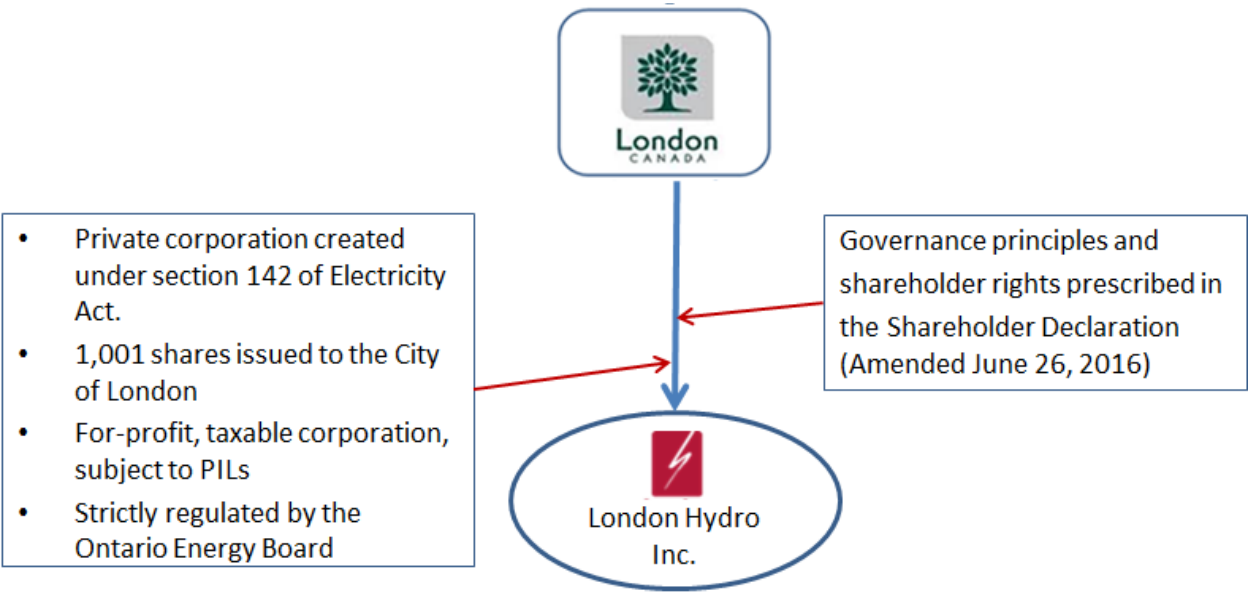 London
CANADA
• Private corporation created
under section 142 of Electricity
Act.
• 1,001 shares issued to the City
of London
• For-profit, taxable corporation,
subject to PILs
• Strictly regulated by the
Ontario Energy Board
Governance principles and
shareholder rights prescribed in
the Shareholder Declaration
(Amended June 26, 2016)
London Hydro
Inc.